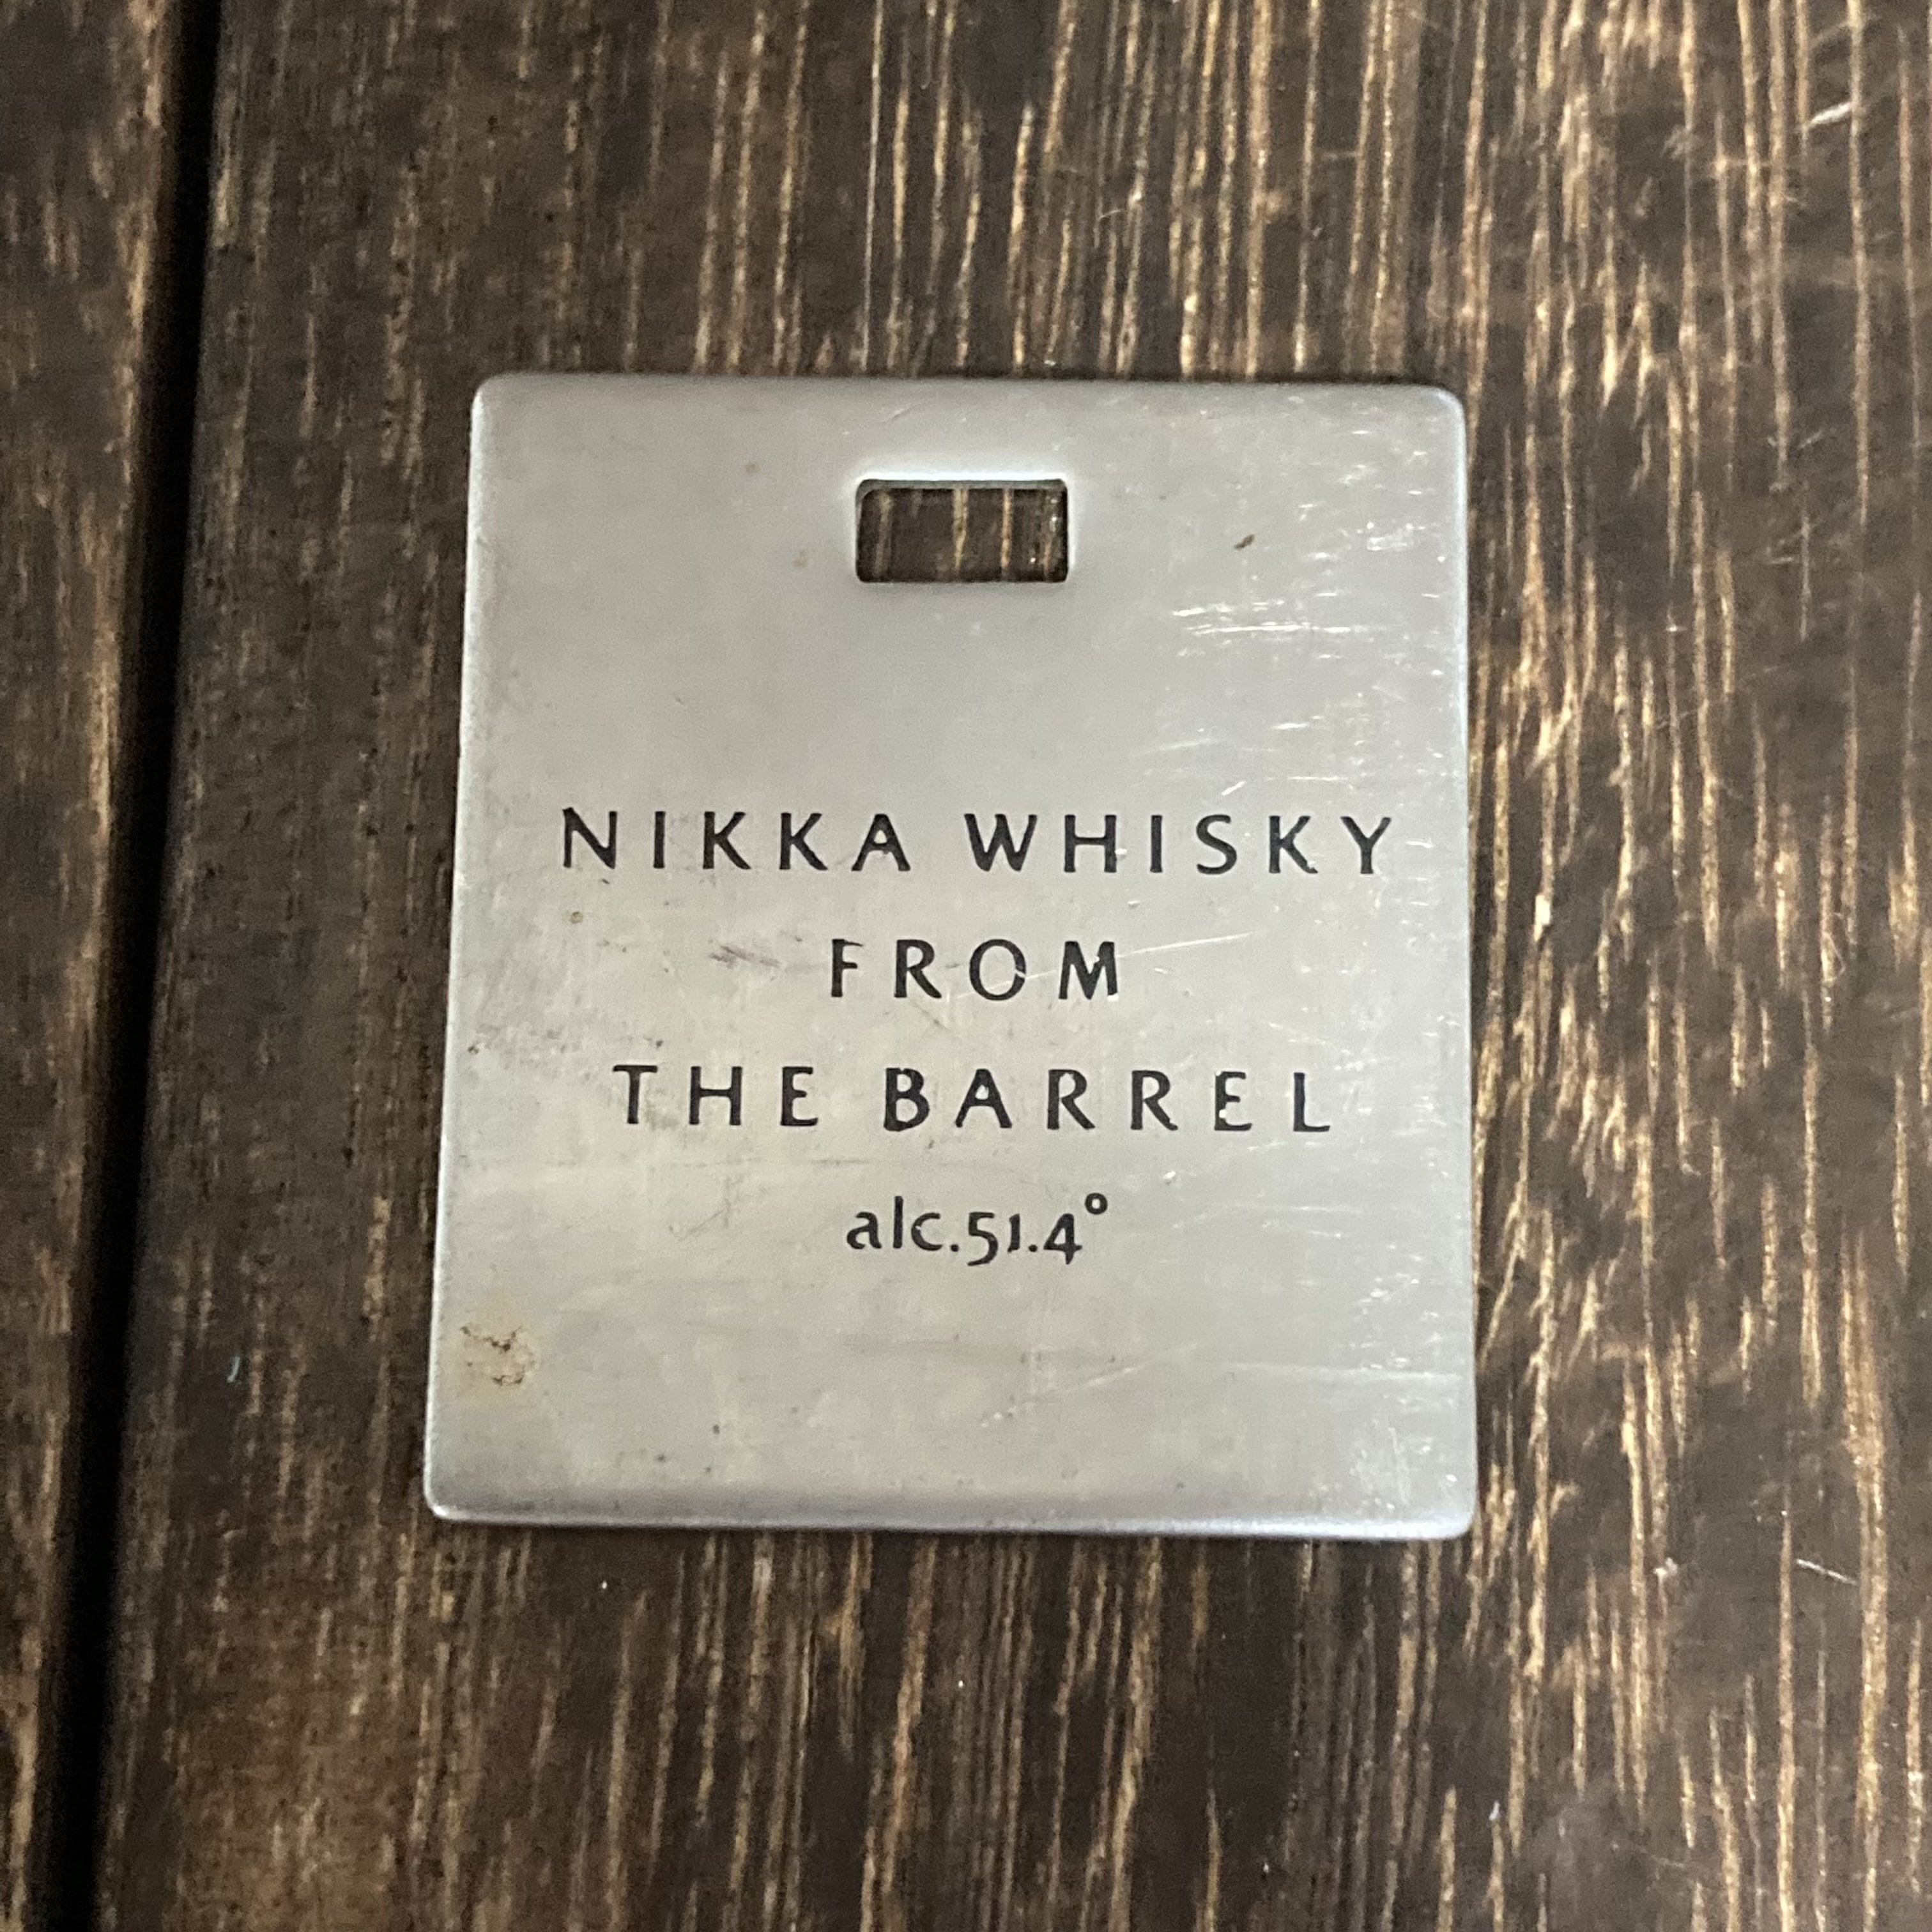 NIKKA WHISKY
FROM
THE BARREL
alc.51.4°